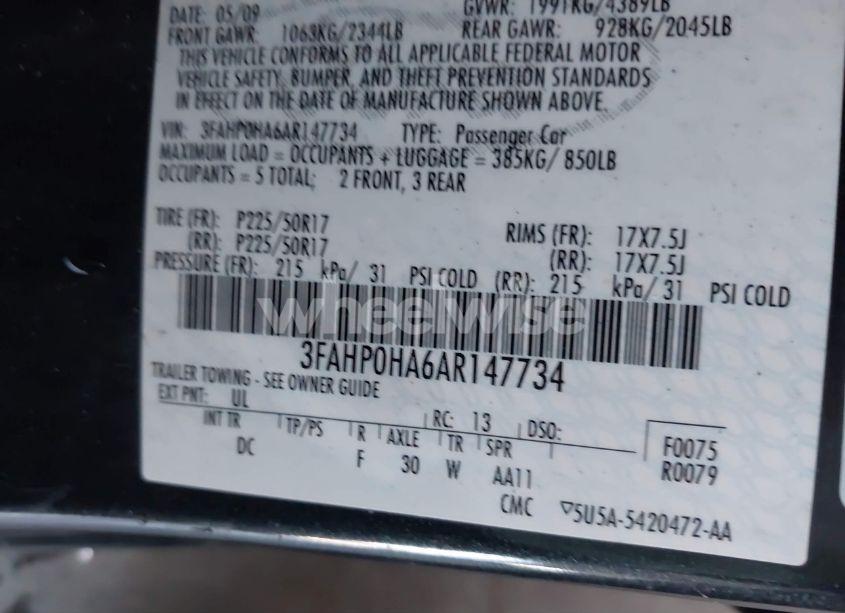 DATE: 05/09 GVWR: 1991KG/4389LB
FRONT GAWR: 1063KG/2344LB REAR GAWR: 928KG/2045LB
THIS VEHICLE CONFORMS TO ALL APPLICABLE FEDERAL MOTOR
VEHICLE SAFETY, BUMPER, AND THEFT PREVENTION STANDARDS
IN EFFECT ON THE DATE OF MANUFACTURE SHOWN ABOVE.
VIN: 3FAHP0HA6AR147734 TYPE: Passenger Car
MAXIMUM LOAD = OCCUPANTS + LUGGAGE = 385KG/ 850LB
OCCUPANTS = 5 TOTAL; 2 FRONT, 3 REAR
TIRE (FR): P225/50R17 RIMS (FR): 17X7.5J
(RR): P225/50R17 (RR): 17X7.5J
PRESSURE (FR): 215 kPa/ 31 PSI COLD (RR): 215 kPa/ 31 PSI COLD
wheelwise
3FAHP0HA6AR147734
TRAILER TOWING - SEE OWNER GUIDE
EXT PNT: UL RC: 13 DSO:
INT TR TP/PS R AXLE TR SPR F0075
DC F 30 W AA11 R0079
CMC ▽5U5A-5420472-AA